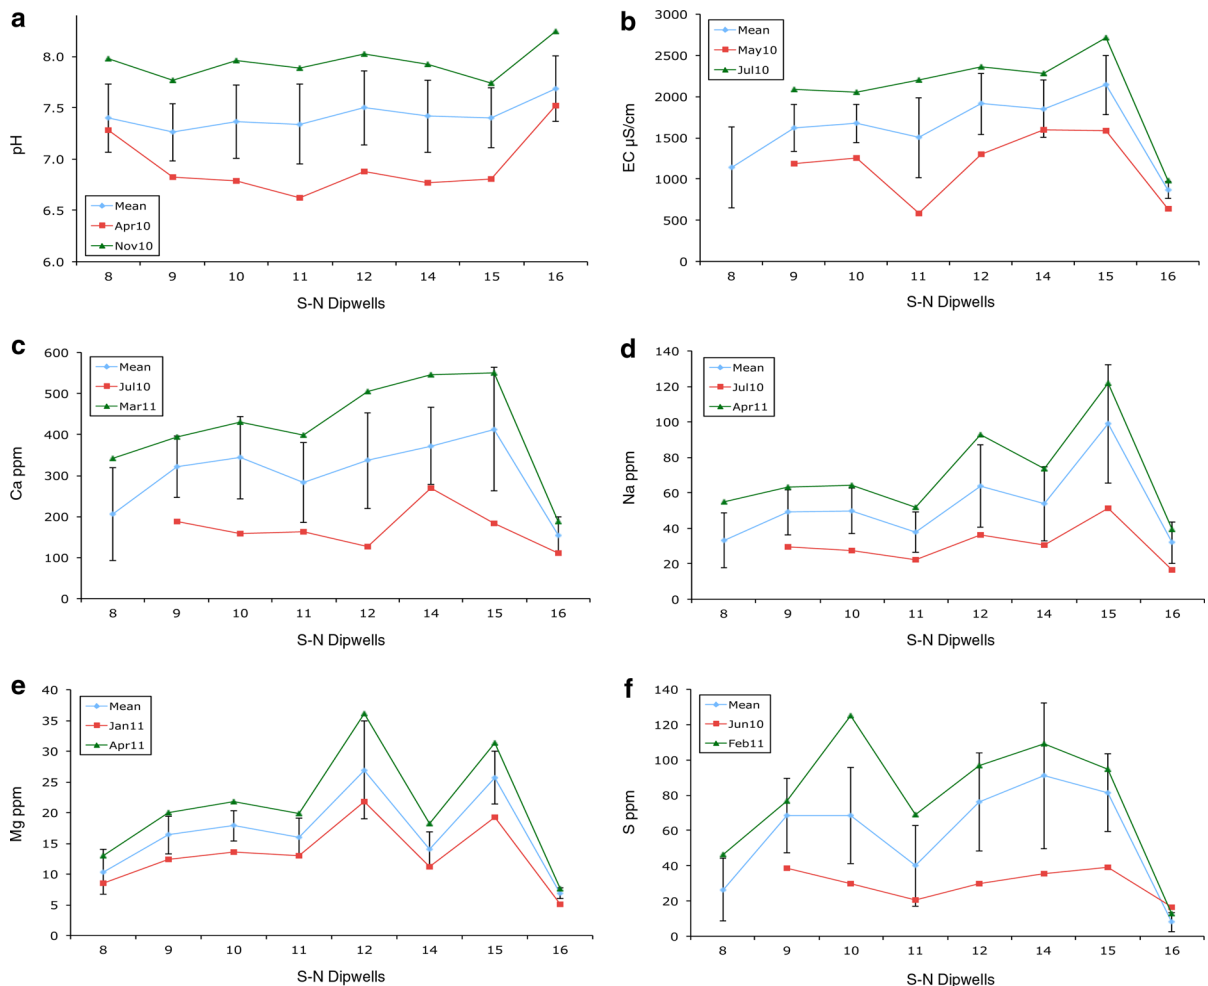 a
pH
8.0
7.5
7.0
6.5
6.0
Mean
Apr10
Nov10
8 9 10 11 12 14 15 16
S-N Dipwells
b
EC µS/cm
3000
2500
2000
1500
1000
500
0
Mean
May10
Jul10
8 9 10 11 12 14 15 16
S-N Dipwells
c
Ca ppm
600
500
400
300
200
100
0
Mean
Jul10
Mar11
8 9 10 11 12 14 15 16
S-N Dipwells
d
Na ppm
140
120
100
80
60
40
20
0
Mean
Jul10
Apr11
8 9 10 11 12 14 15 16
S-N Dipwells
e
Mg ppm
40
35
30
25
20
15
10
5
0
Mean
Jan11
Apr11
8 9 10 11 12 14 15 16
S-N Dipwells
f
S ppm
140
120
100
80
60
40
20
0
Mean
Jun10
Feb11
8 9 10 11 12 14 15 16
S-N Dipwells